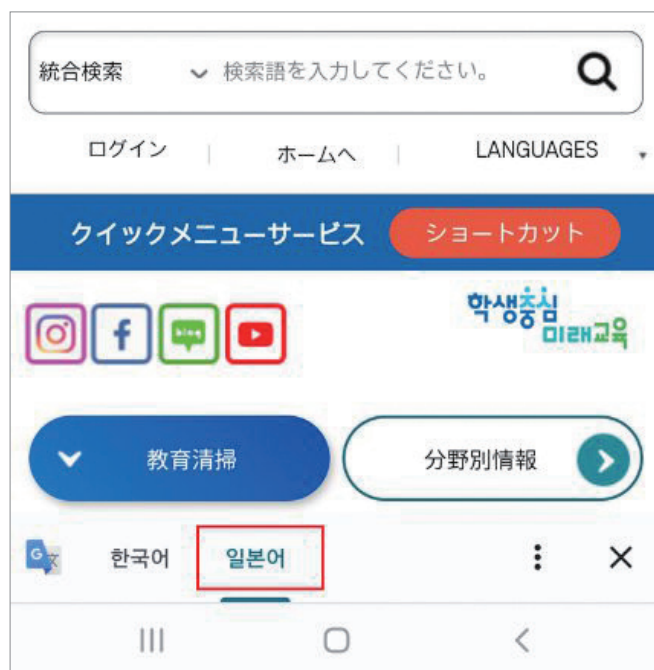 統合検索 検索語を入力してください。
ログイン ホームへ LANGUAGES
クイックメニューサービス ショートカット
blog
학생중심
미래교육
教育清掃 分野別情報
G 文 한국어 일본어